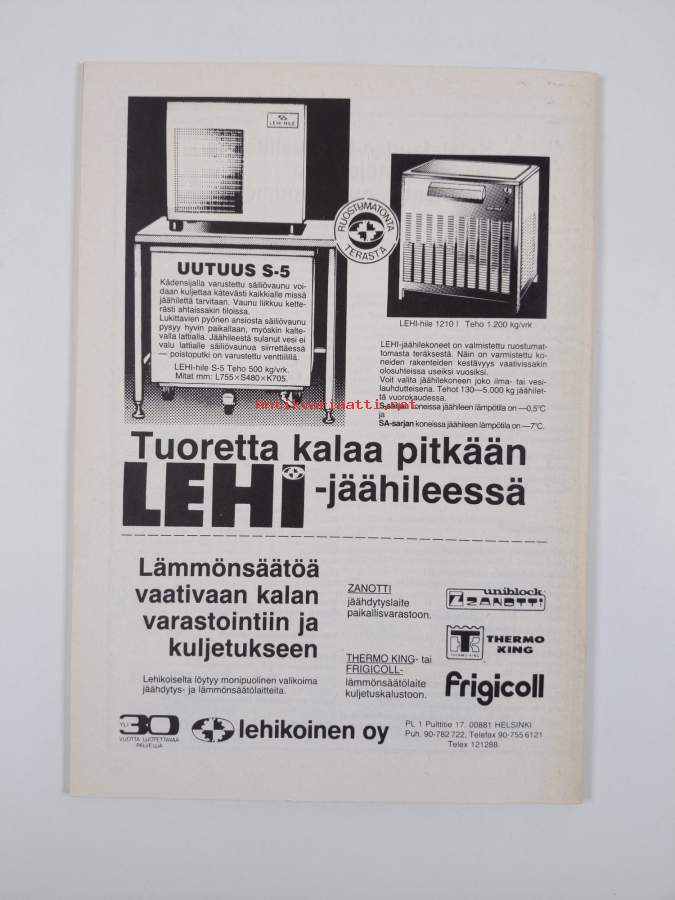 LEHI-HILE
RUOSTUMATONTA
TERÄSTÄ
UUTUUS S-5
Kädensijalla varustettu säiliövaunu voi-
daan kuljettaa kätevästi kaikkialle missä
jäähilettä tarvitaan. Vaunu liikkuu kette-
rästi ahtaissakin tiloissa.
Lukittavien pyörien ansiosta säiliövaunu
pysyy hyvin paikallaan, myöskin kalte-
valla lattialla. Jäähileestä sulanut vesi ei
valu lattialle säiliövaunua siirrettäessä
— poistoputki on varustettu venttiilillä.
LEHI-hile S-5 Teho 500 kg/vrk.
Mitat mm: L755×S480×K705.
LEHI-hile 1210 I Teho 1.200 kg/vrk
LEHI-jäähilekoneet on valmistettu ruostumat-
tomasta teräksestä. Näin on varmistettu ko-
neiden rakenteiden kestävyys vaativissakin
olosuhteissa useiksi vuosiksi.
Voit valita jäähilekoneen joko ilma- tai vesi-
lauhdutteisena. Tehot 130—5.000 kg jäähilet-
tä vuorokaudessa.
S-sarjan koneissa jäähileen lämpötila on —0,5°C
ja
SA-sarjan koneissa jäähileen lämpötila on —7°C.
Antikvariaatti.net
Tuoretta kalaa pitkään
LEHI -jäähileessä
Lämmönsäätöä
vaativaan kalan
varastointiin ja
kuljetukseen
Lehikoiselta löytyy monipuolinen valikoima
jäähdytys- ja lämmönsäätölaitteita.
ZANOTTI
jäähdytyslaite
paikallisvarastoon.
THERMO KING- tai
FRIGICOLL-
lämmönsäätölaite
kuljetuskalustoon.
uniblock
ZANOTTI
TK
THERMO KING
THERMO
KING
frigicoll
YLI 30
VUOTTA LUOTETTAVAA
PALVELUA
lehikoinen oy
PL 1 Pulttitie 17. 00881 HELSINKI
Puh. 90-782 722, Telefax 90-755 6121
Telex 121288.